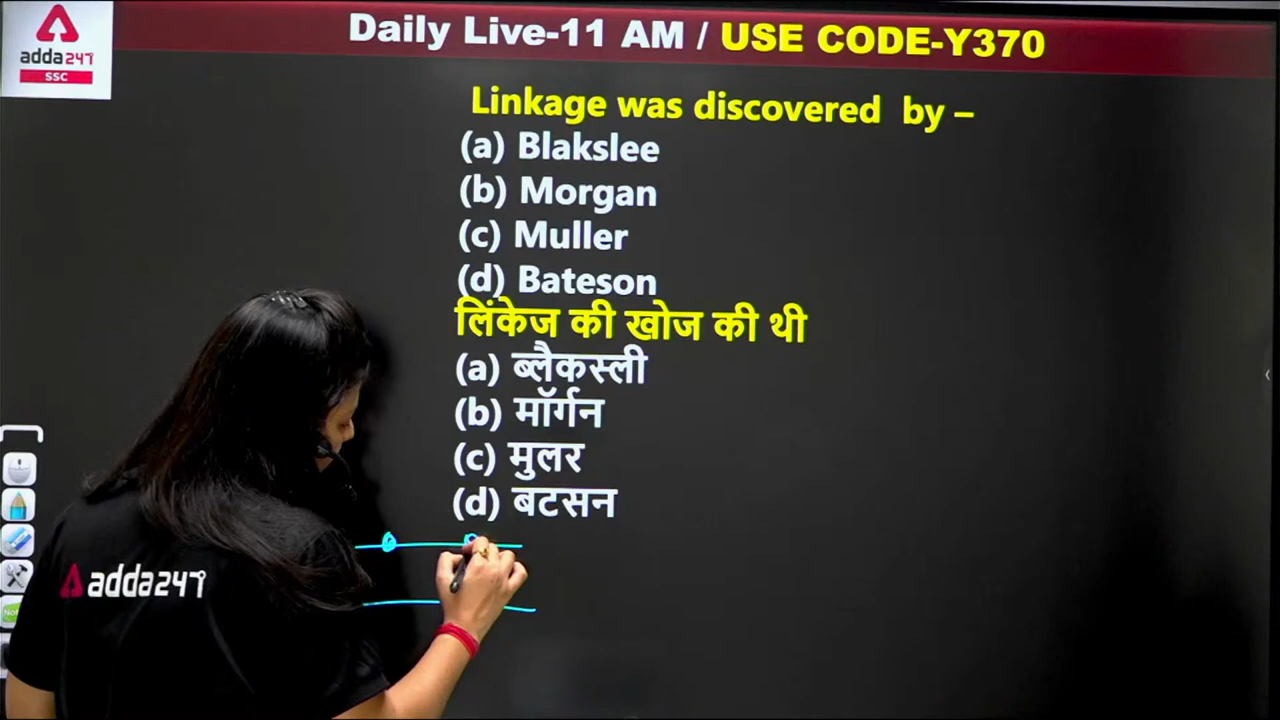 adda247
SSC
Daily Live-11 AM / USE CODE-Y370
Linkage was discovered by –
(a) Blakslee
(b) Morgan
(c) Muller
(d) Bateson
लिंकेज की खोज की थी
(a) ब्लैकस्ली
(b) मॉर्गन
(c) मुलर
(d) बटसन
adda247